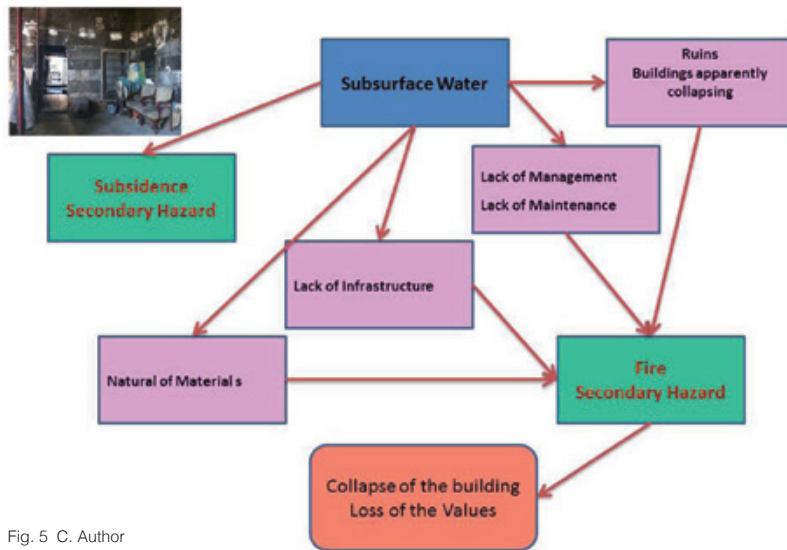 Subsurface Water
Ruins
Buildings apparently
collapsing
Subsidence
Secondary Hazard
Lack of Management
Lack of Maintenance
Lack of Infrastructure
Natural of Material s
Fire
Secondary Hazard
Collapse of the building
Loss of the Values
Fig. 5 C. Author